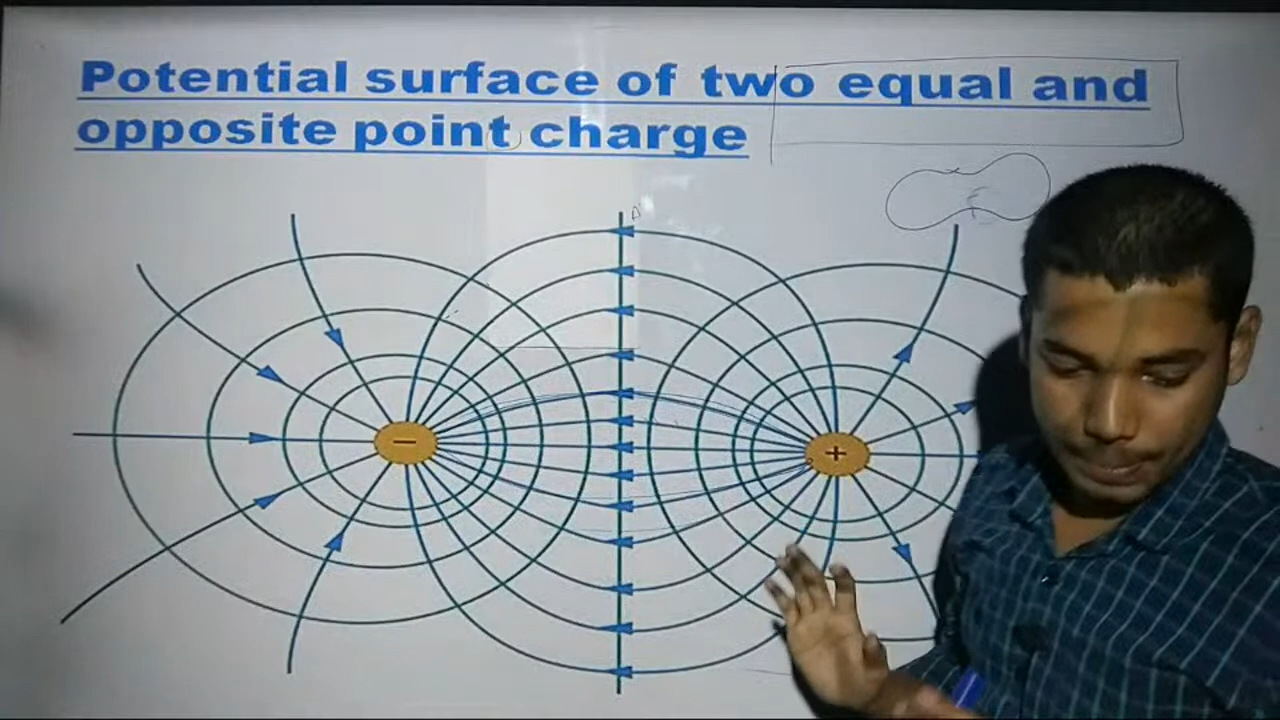 Potential surface of two equal and
opposite point charge
−
+